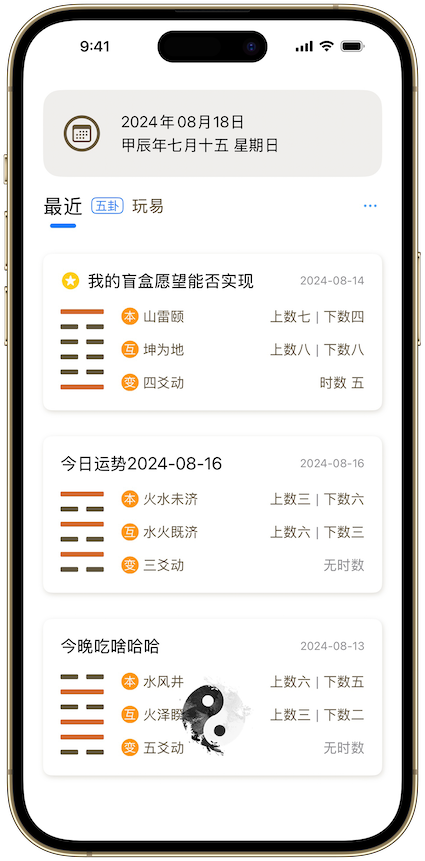 9:41
2024年08月18日
甲辰年七月十五 星期日
最近 五卦 玩易
我的盲盒愿望能否实现 2024-08-14
本 山雷颐 上数七 | 下数四
互 坤为地 上数八 | 下数八
变 四爻动 时数 五
今日运势2024-08-16 2024-08-16
本 火水未济 上数三 | 下数六
互 水火既济 上数六 | 下数三
变 三爻动 无时数
今晚吃啥哈哈 2024-08-13
本 水风井 上数六 | 下数五
互 火泽睽 上数三 | 下数二
变 五爻动 无时数